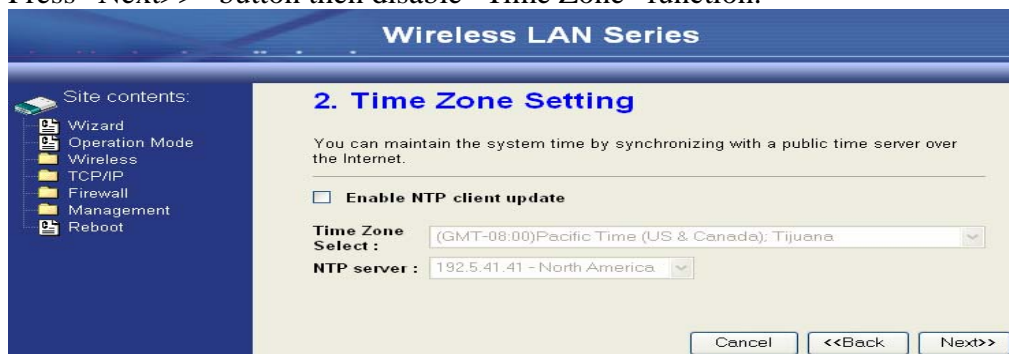 Press "Next>>" button then disable "Time Zone" function.
Wireless LAN Series
Site contents:
Wizard
Operation Mode
Wireless
TCP/IP
Firewall
Management
Reboot
2. Time Zone Setting
You can maintain the system time by synchronizing with a public time server over
the Internet.
Enable NTP client update
Time Zone
Select :
(GMT-08:00)Pacific Time (US & Canada); Tijuana
NTP server :
192.5.41.41 - North America
Cancel
<<Back
Next>>